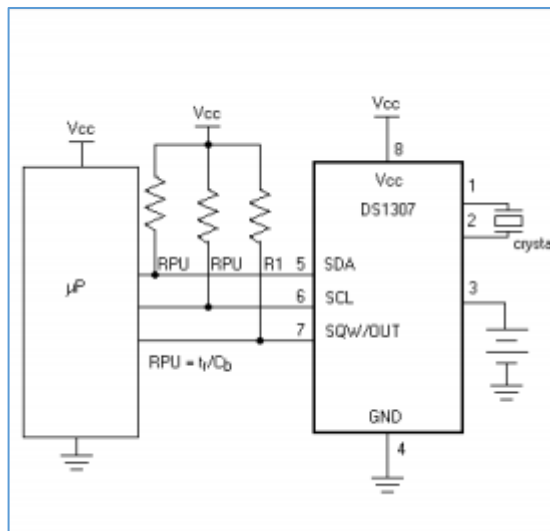 Vcc
Vcc
Vcc
8
Vcc
1
DS1307
2
crysta
RPU
RPU
R1
5
SDA
3
µP
6
SCL
7
SQW/OUT
RPU = tr/Cb
GND
4